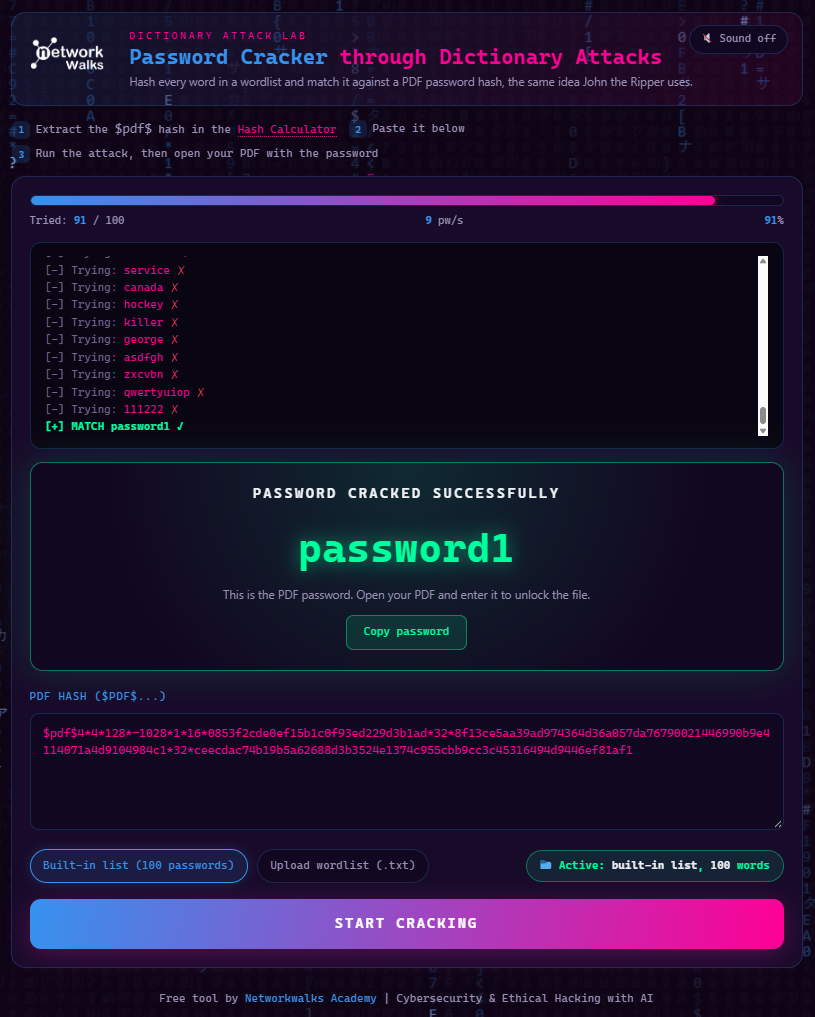 network
walks
DICTIONARY ATTACK LAB
Password Cracker through Dictionary Attacks
Hash every word in a wordlist and match it against a PDF password hash, the same idea John the Ripper uses.
Sound off
1 Extract the $pdf$ hash in the Hash Calculator 2 Paste it below
3 Run the attack, then open your PDF with the password
Tried: 91 / 100 9 pw/s 91%
[-] Trying: service ✗
[-] Trying: canada ✗
[-] Trying: hockey ✗
[-] Trying: killer ✗
[-] Trying: george ✗
[-] Trying: asdfgh ✗
[-] Trying: zxcvbn ✗
[-] Trying: qwertyuiop ✗
[-] Trying: 111222 ✗
[+] MATCH password1 ✓
PASSWORD CRACKED SUCCESSFULLY
password1
This is the PDF password. Open your PDF and enter it to unlock the file.
Copy password
PDF HASH ($PDF$...)
$pdf$4*4*128*-1028*1*16*0853f2cde0ef15b1c0f93ed229d3b1ad*32*8f13ce5aa39ad974364d36a057da76790021446990b9e4
114071a4d9104984c1*32*ceecdac74b19b5a62688d3b3524e1374c955cbb9cc3c45316494d9446ef81af1
Built-in list (100 passwords) Upload wordlist (.txt) Active: built-in list, 100 words
START CRACKING
Free tool by Networkwalks Academy | Cybersecurity & Ethical Hacking with AI